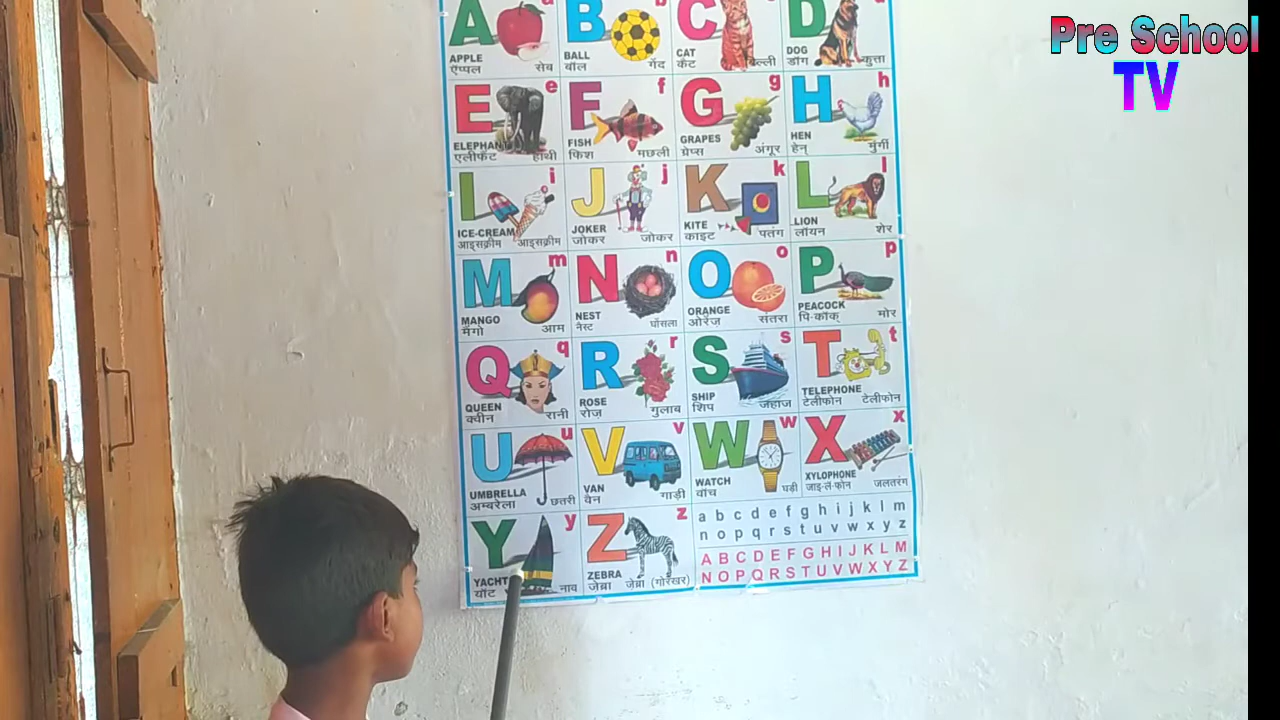 Pre School
TV
A a B b C c D d
APPLE BALL CAT DOG
ऐप्पल सेब बॉल गेंद कैट बिल्ली डॉग कुत्ता
E e F f G g H h
ELEPHANT FISH GRAPES HEN
एलीफैंट हाथी फिश मछली ग्रेप्स अंगूर हेन् मुर्गी
I i J j K k L l
ICE-CREAM JOKER KITE LION
आइसक्रीम आइसक्रीम जोकर जोकर काइट पतंग लॉयन शेर
M m N n O o P p
MANGO NEST ORANGE PEACOCK
मैंगो आम नैस्ट घोंसला ओरेंज संतरा पि-कॉक् मोर
Q q R r S s T t
QUEEN ROSE SHIP TELEPHONE
क्वीन रानी रोज़ गुलाब शिप जहाज टेलीफोन टेलीफोन
U u V v W w X x
UMBRELLA VAN WATCH XYLOPHONE
अम्बरेला छतरी वैन गाड़ी वॉच घड़ी जाइ-लॅ-फोन जलतरंग
Y y Z z
YACHT ZEBRA
यॉट नाव जेब्रा जेब्रा (गोरखर)
a b c d e f g h i j k l m
n o p q r s t u v w x y z
A B C D E F G H I J K L M
N O P Q R S T U V W X Y Z